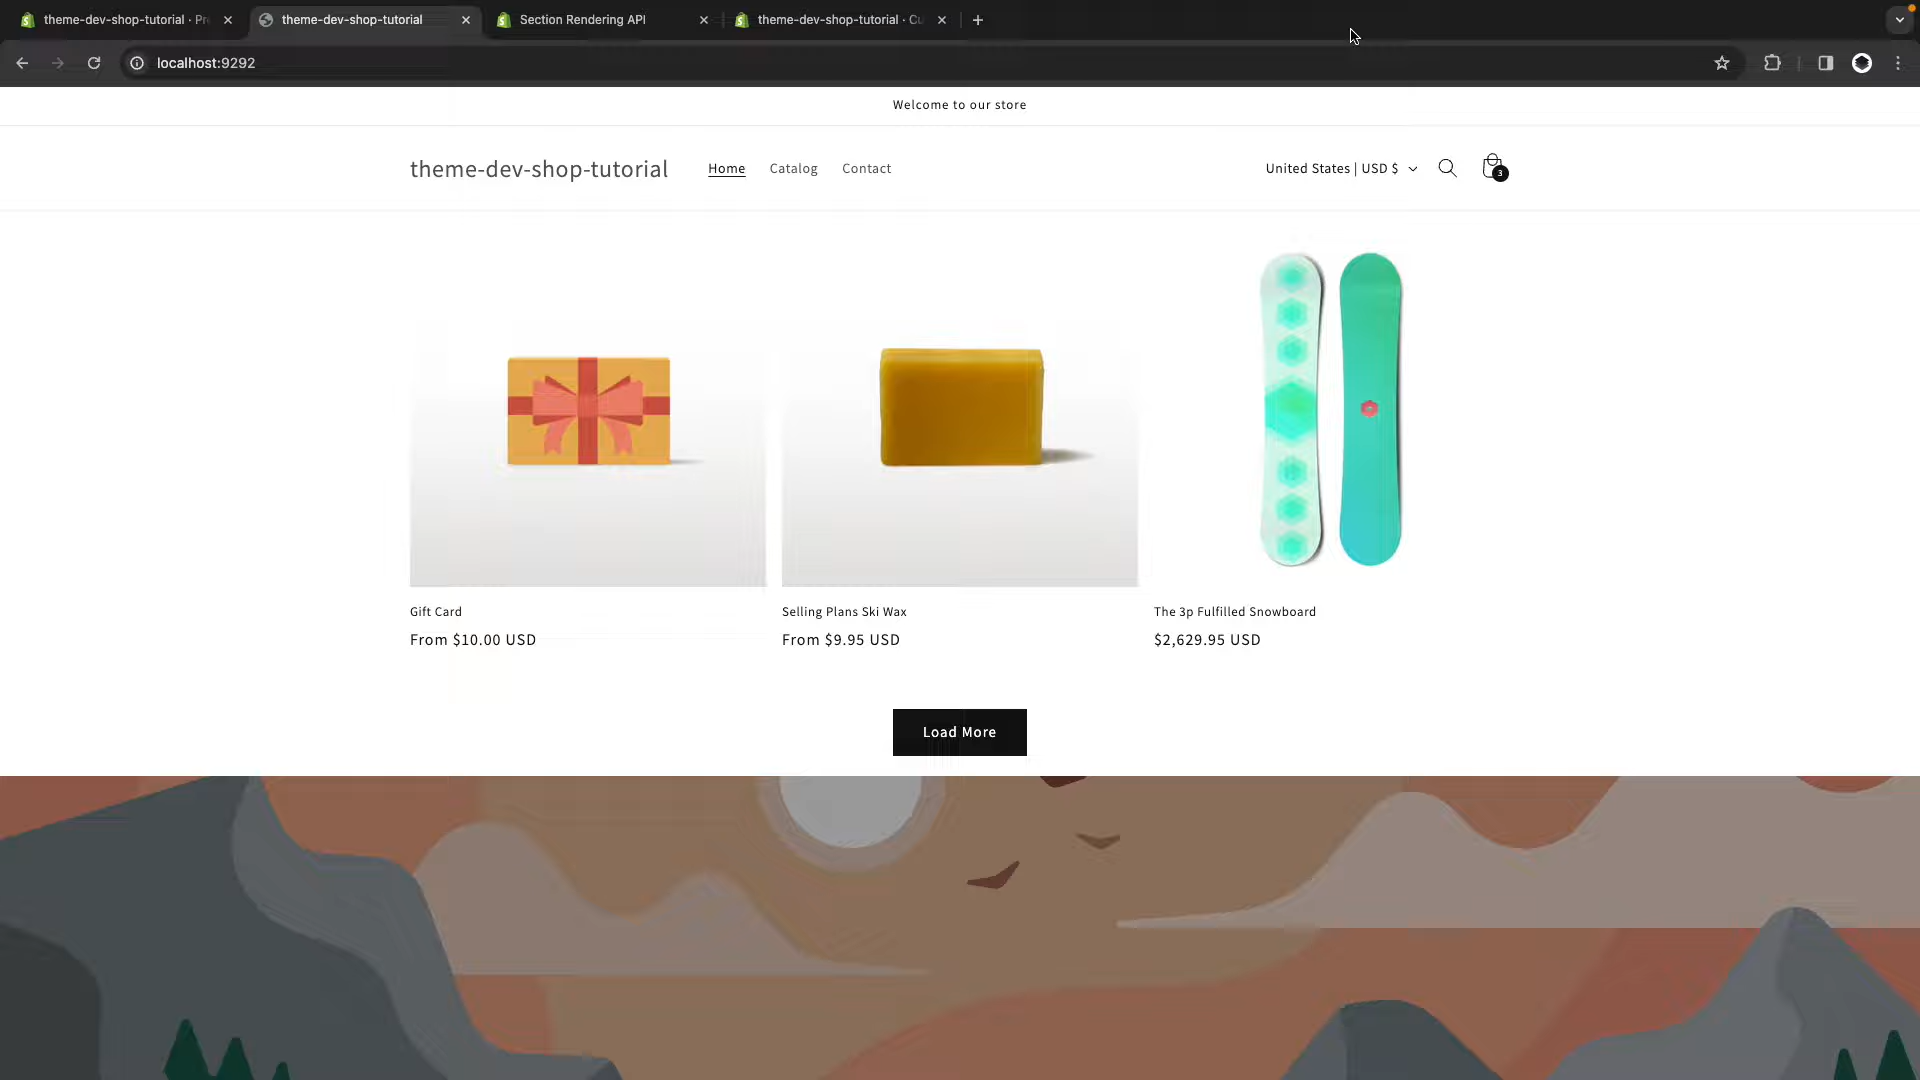 theme-dev-shop-tutorial · Pr
theme-dev-shop-tutorial
Section Rendering API
theme-dev-shop-tutorial · Cu
localhost:9292
Welcome to our store
theme-dev-shop-tutorial
Home
Catalog
Contact
United States | USD $
3
Gift Card
From $10.00 USD
Selling Plans Ski Wax
From $9.95 USD
The 3p Fulfilled Snowboard
$2,629.95 USD
Load More